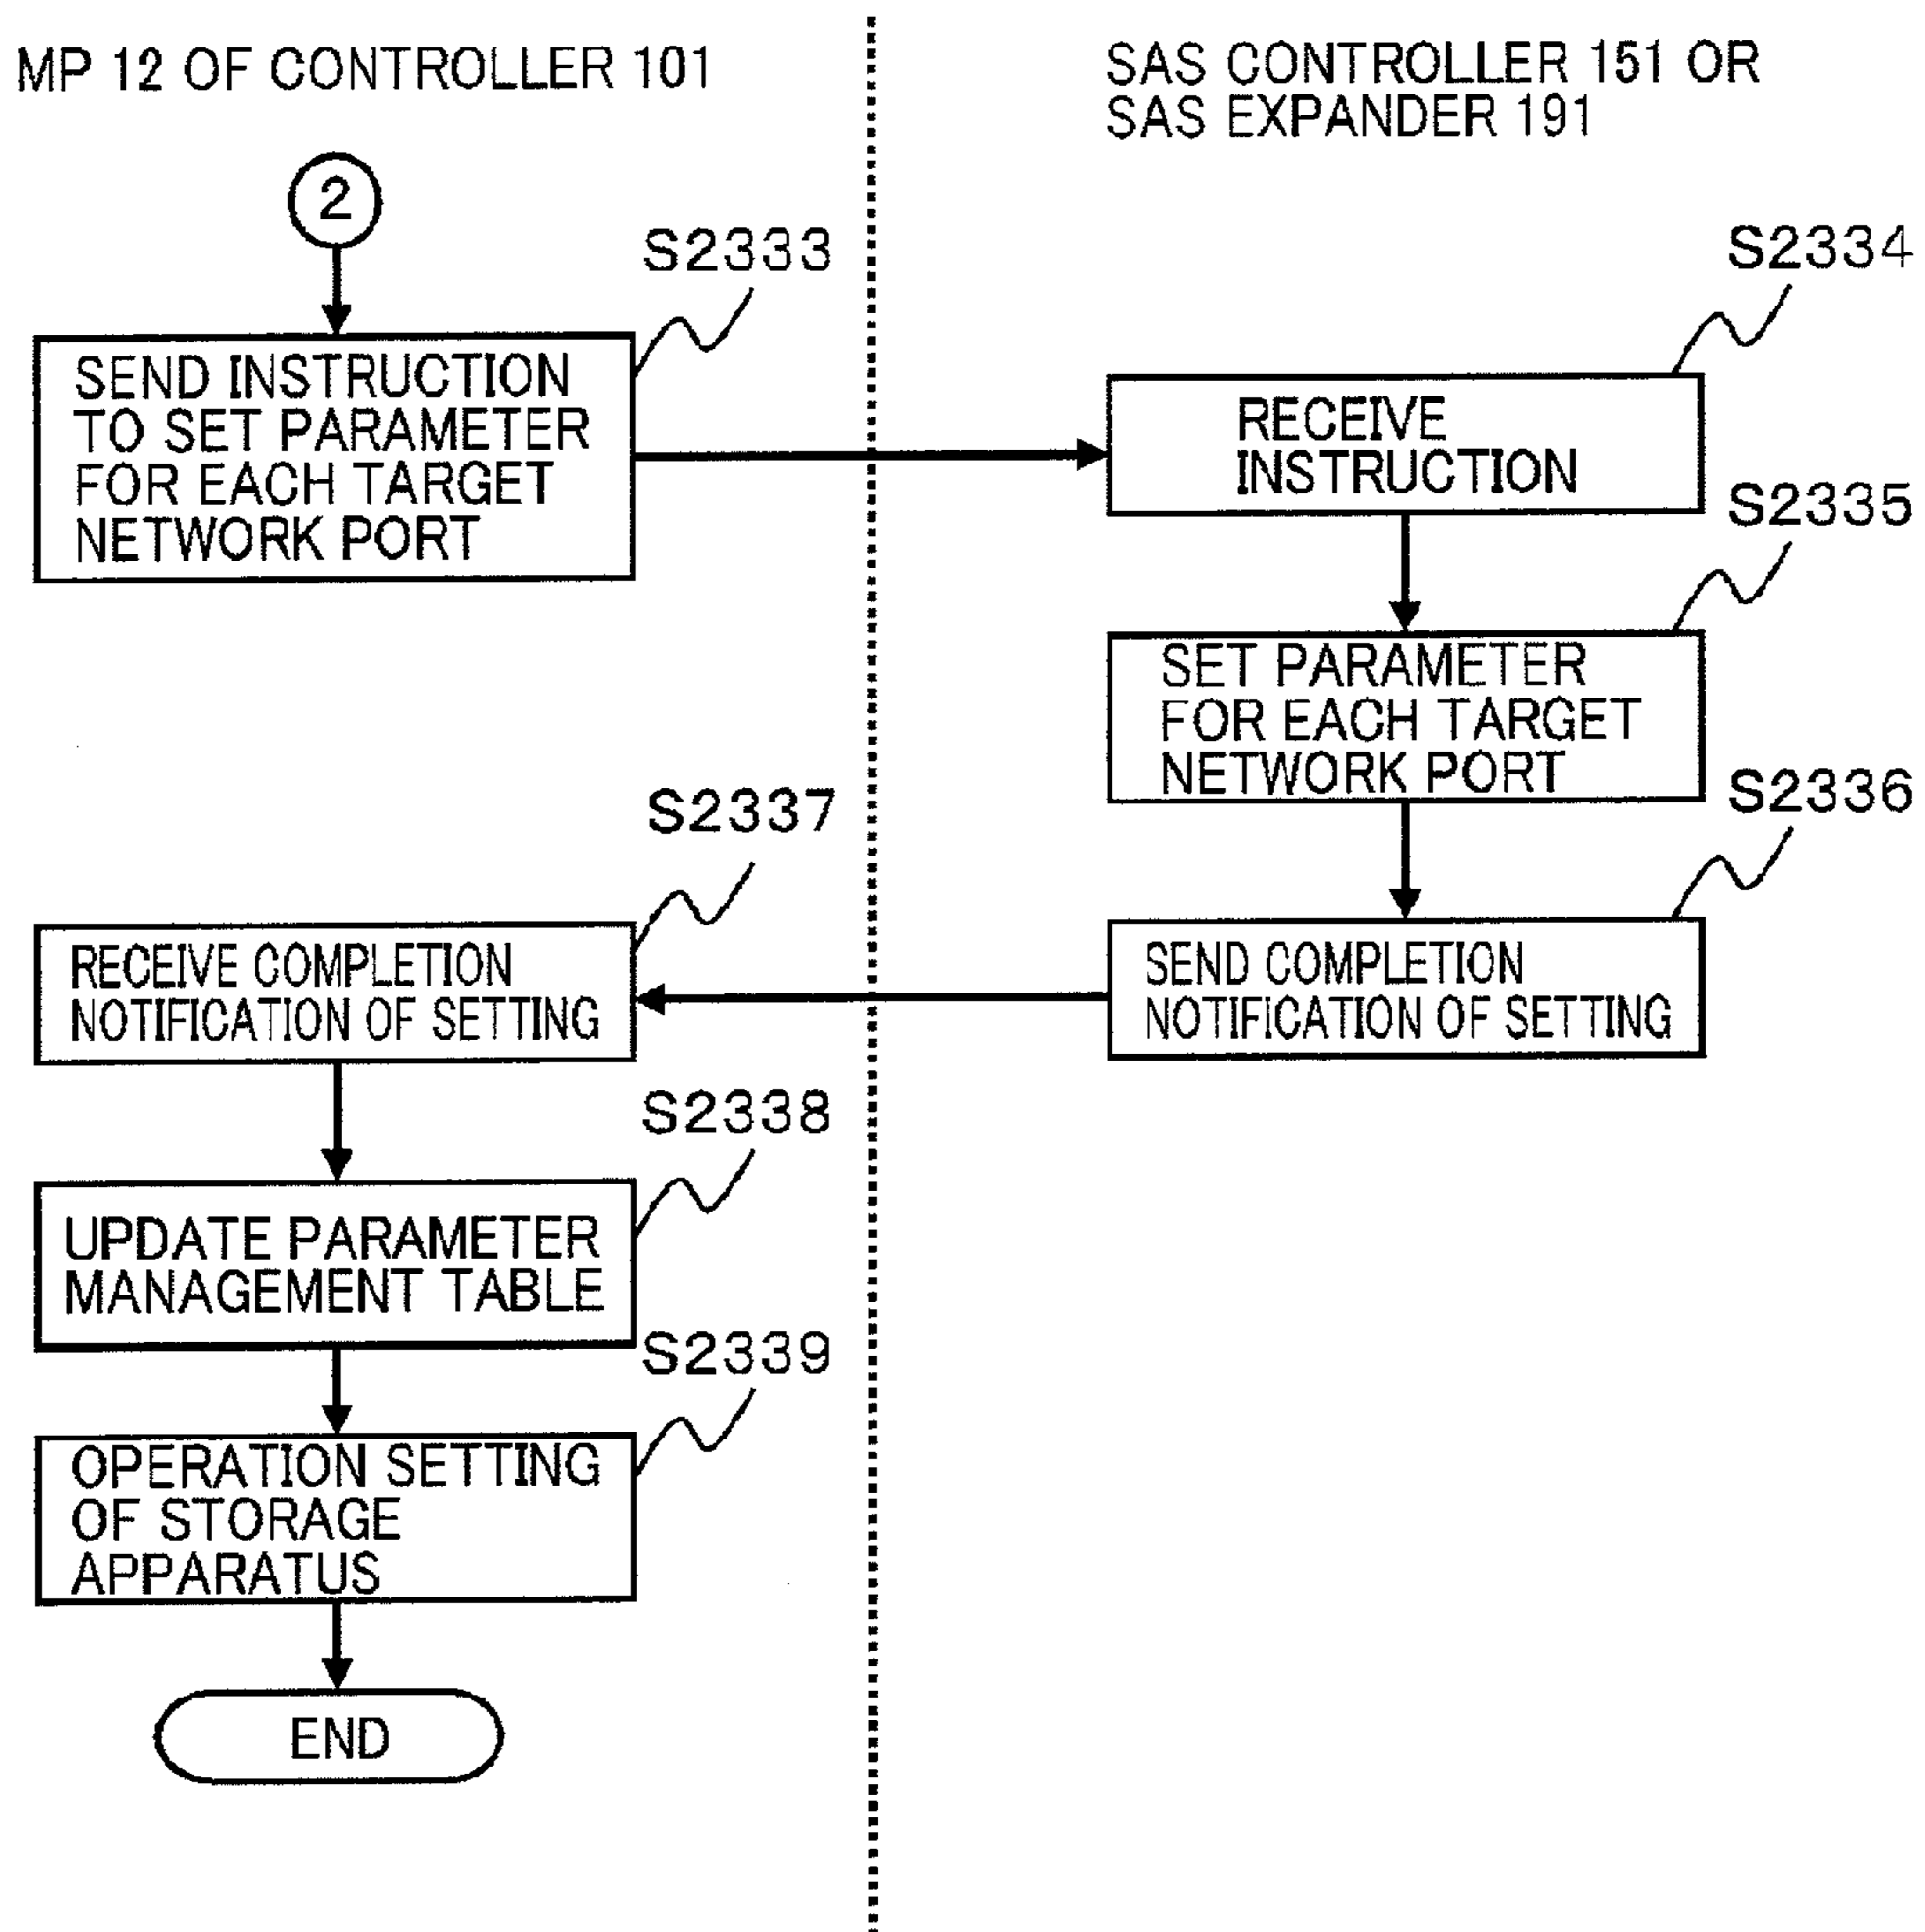 MP 12 OF CONTROLLER 101
SAS CONTROLLER 151 OR
SAS EXPANDER 191
2
S2333
SEND INSTRUCTION
TO SET PARAMETER
FOR EACH TARGET
NETWORK PORT
S2334
RECEIVE
INSTRUCTION
S2335
SET PARAMETER
FOR EACH TARGET
NETWORK PORT
S2336
SEND COMPLETION
NOTIFICATION OF SETTING
S2337
RECEIVE COMPLETION
NOTIFICATION OF SETTING
S2338
UPDATE PARAMETER
MANAGEMENT TABLE
S2339
OPERATION SETTING
OF STORAGE
APPARATUS
END